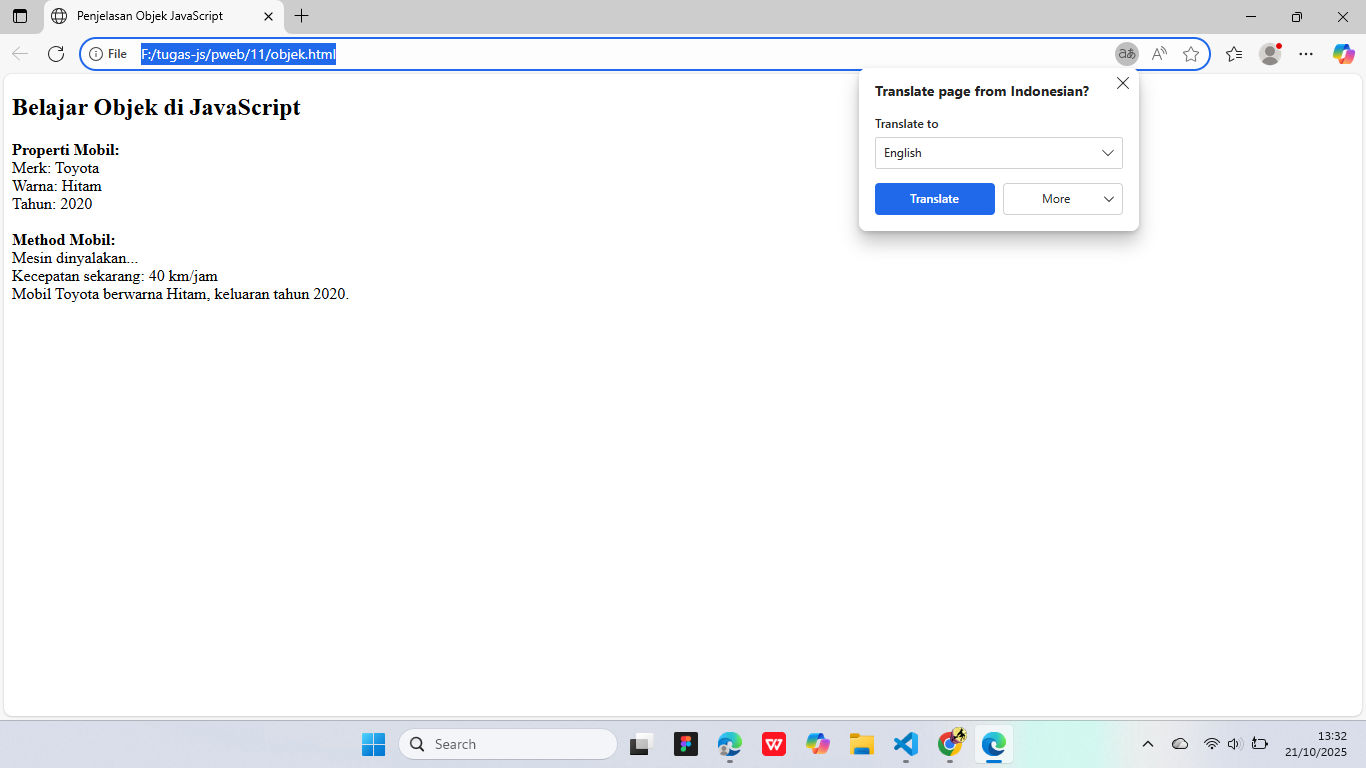 Penjelasan Objek JavaScript
File F:/tugas-js/pweb/11/objek.html
Translate page from Indonesian?
Translate to
English
Translate More
Belajar Objek di JavaScript
Properti Mobil:
Merk: Toyota
Warna: Hitam
Tahun: 2020
Method Mobil:
Mesin dinyalakan...
Kecepatan sekarang: 40 km/jam
Mobil Toyota berwarna Hitam, keluaran tahun 2020.
Search
13:32
21/10/2025